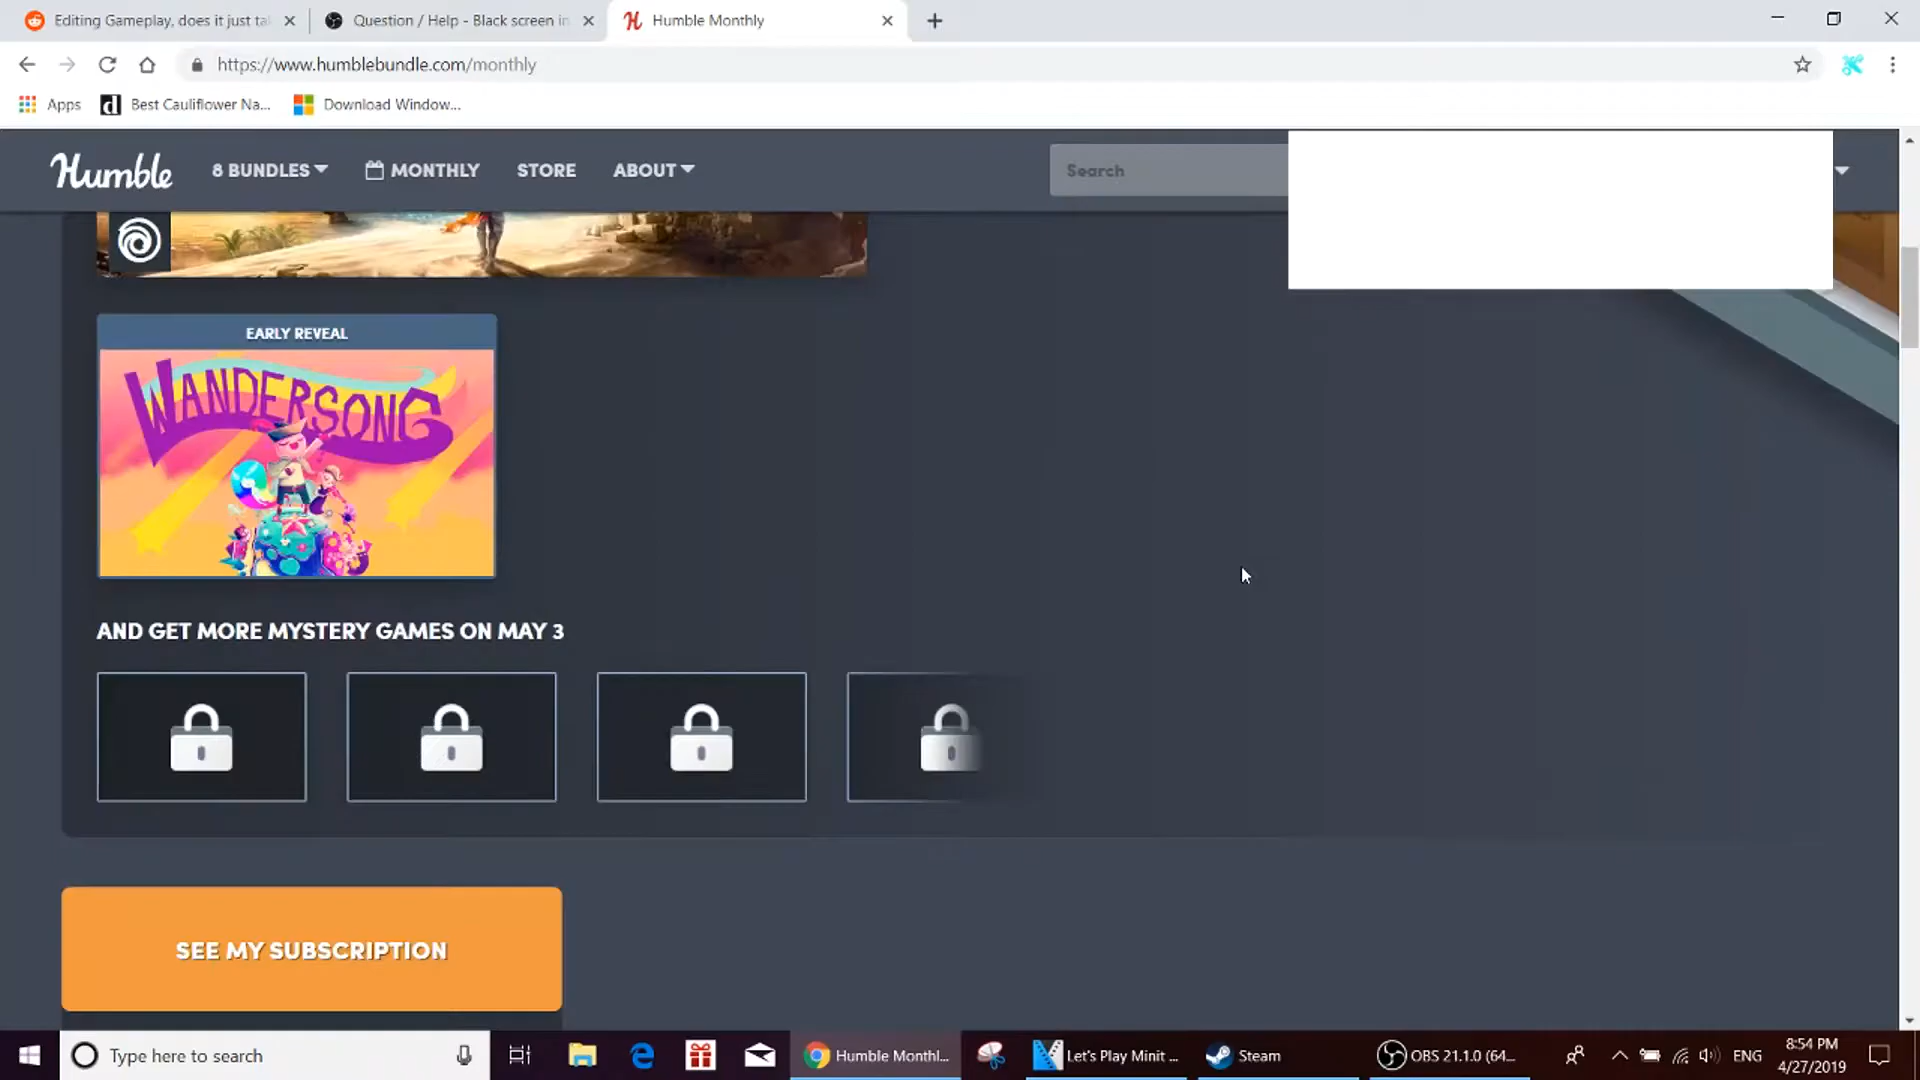 Editing Gameplay, does it just ta
Question / Help - Black screen in
Humble Monthly
https://www.humblebundle.com/monthly
Apps
Best Cauliflower Na...
Download Window...
Humble
8 BUNDLES
MONTHLY
STORE
ABOUT
Search
EARLY REVEAL
WANDERSONG
AND GET MORE MYSTERY GAMES ON MAY 3
SEE MY SUBSCRIPTION
Type here to search
Humble Monthl...
Let's Play Minit ...
Steam
OBS 21.1.0 (64...
ENG
8:54 PM
4/27/2019